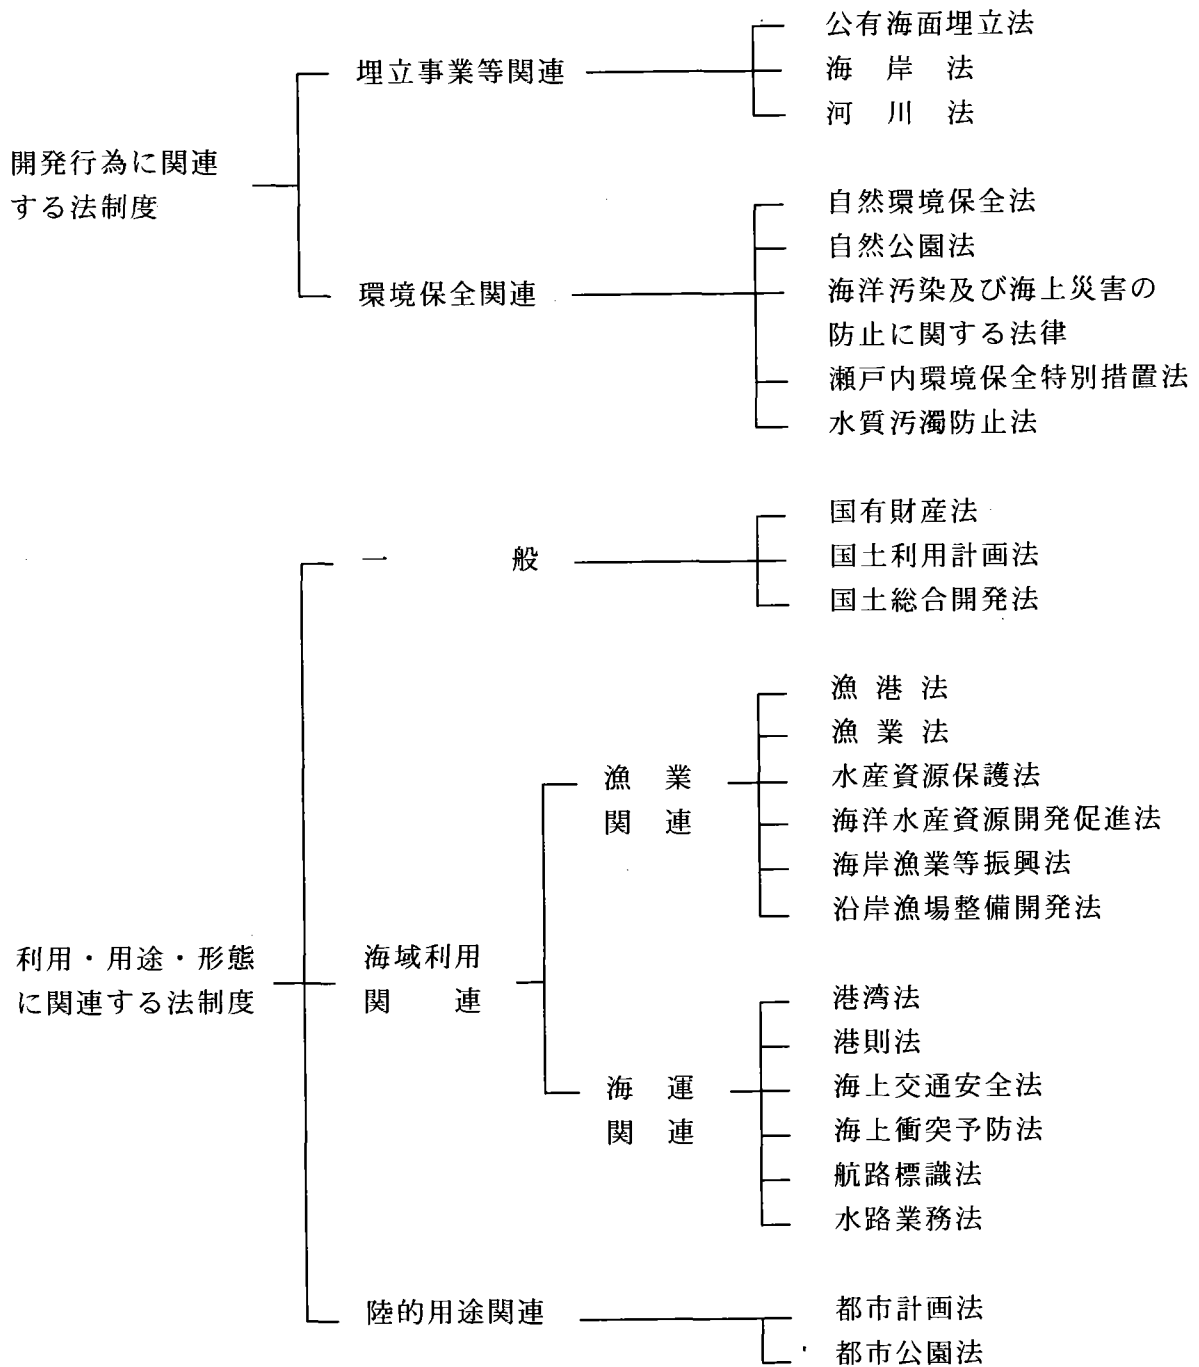 開発行為に関連
する法制度
埋立事業等関連
公有海面埋立法
海岸法
河川法
環境保全関連
自然環境保全法
自然公園法
海洋汚染及び海上災害の
防止に関する法律
瀬戸内環境保全特別措置法
水質汚濁防止法
利用・用途・形態
に関連する法制度
一般
国有財産法
国土利用計画法
国土総合開発法
海域利用
関連
漁業
関連
漁港法
漁業法
水産資源保護法
海洋水産資源開発促進法
海岸漁業等振興法
沿岸漁場整備開発法
海運
関連
港湾法
港則法
海上交通安全法
海上衝突予防法
航路標識法
水路業務法
陸的用途関連
都市計画法
都市公園法